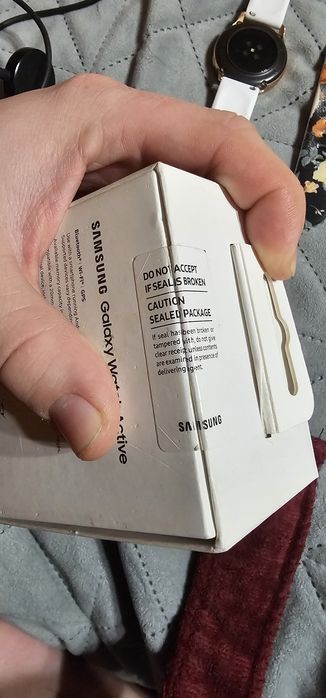 SAMSUNG Galaxy Watch Active
Bluetooth® Wi-Fi GPS
DO NOT ACCEPT
IF SEAL IS BROKEN
CAUTION
SEALED PACKAGE
If seal has been broken or
tampered with, do not give
clear receipt unless contents
are examined in presence of
delivering agent.
SAMSUNG